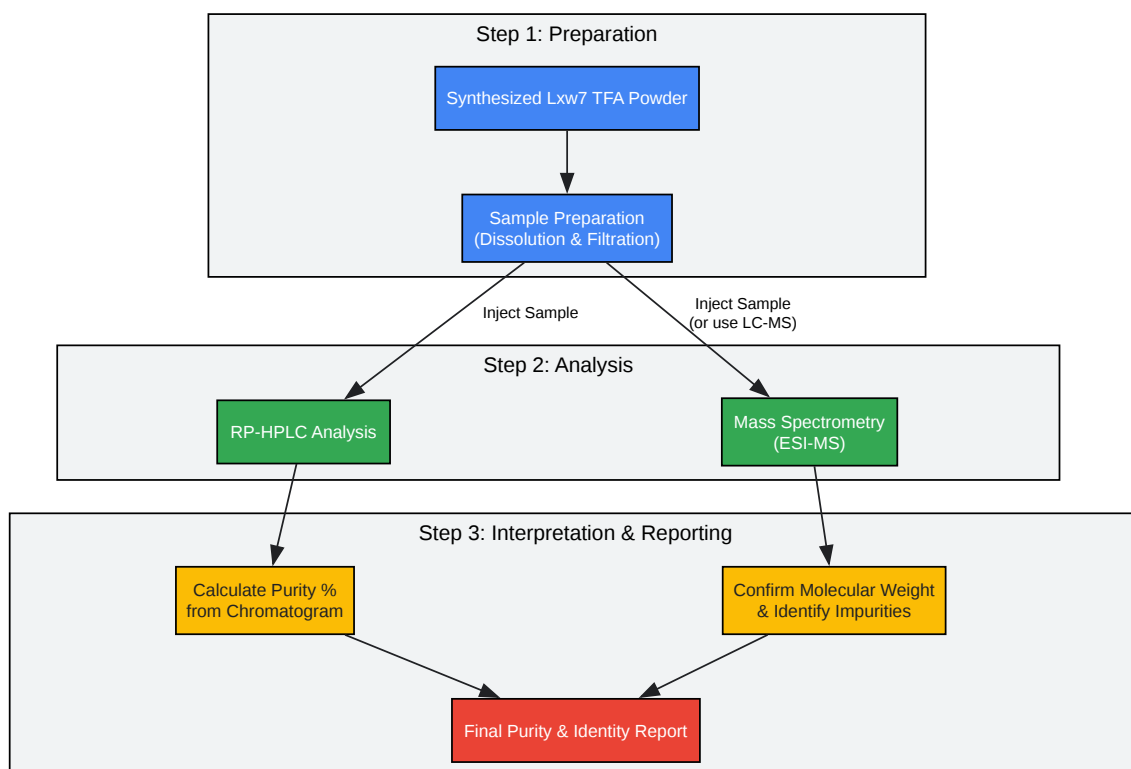 Step 1: Preparation
Synthesized Lxw7 TFA Powder
Sample Preparation
(Dissolution & Filtration)
Inject Sample
Inject Sample
(or use LC-MS)
Step 2: Analysis
RP-HPLC Analysis
Mass Spectrometry
(ESI-MS)
Step 3: Interpretation & Reporting
Calculate Purity %
from Chromatogram
Confirm Molecular Weight
& Identify Impurities
Final Purity & Identity Report